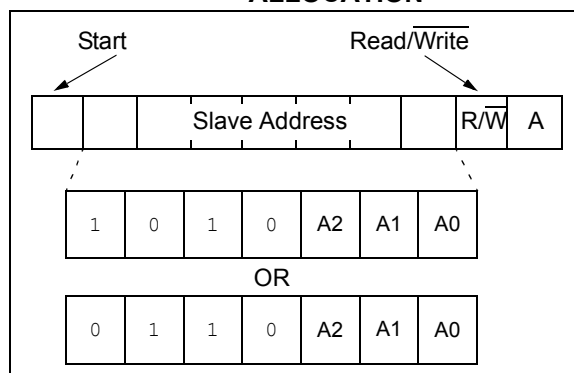 Start Read/Write
Slave Address R/W A
1 0 1 0 A2 A1 A0
OR
0 1 1 0 A2 A1 A0